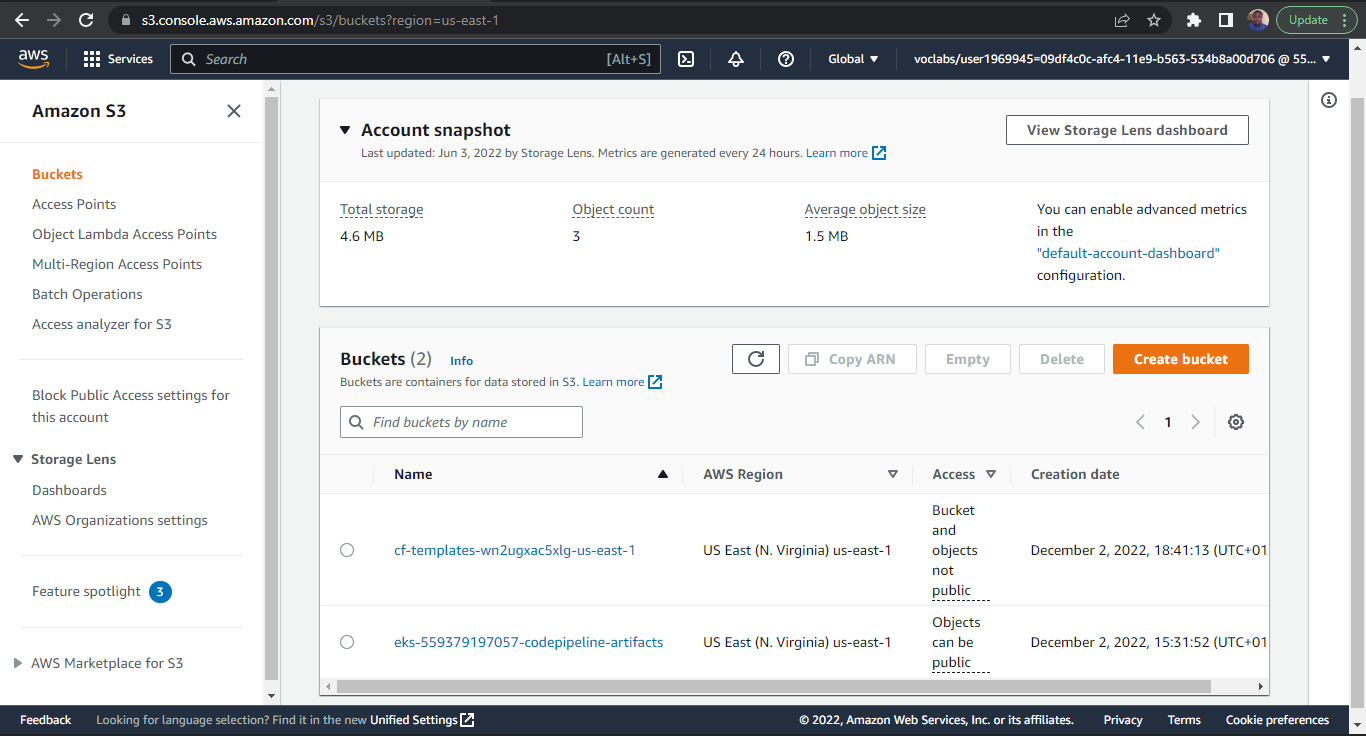 s3.console.aws.amazon.com/s3/buckets?region=us-east-1
Update
aws
Services
Search
[Alt+S]
Global
voclabs/user1969945=09df4c0c-afc4-11e9-b563-534b8a00d706 @ 55...
Amazon S3
Buckets
Access Points
Object Lambda Access Points
Multi-Region Access Points
Batch Operations
Access analyzer for S3
Block Public Access settings for
this account
Storage Lens
Dashboards
AWS Organizations settings
Feature spotlight 3
AWS Marketplace for S3
Account snapshot
Last updated: Jun 3, 2022 by Storage Lens. Metrics are generated every 24 hours. Learn more
View Storage Lens dashboard
Total storage
4.6 MB
Object count
3
Average object size
1.5 MB
You can enable advanced metrics
in the
"default-account-dashboard"
configuration.
Buckets (2) Info
Buckets are containers for data stored in S3. Learn more
Copy ARN
Empty
Delete
Create bucket
Find buckets by name
1
Name
AWS Region
Access
Creation date
cf-templates-wn2ugxac5xlg-us-east-1
US East (N. Virginia) us-east-1
Bucket
and
objects
not
public
December 2, 2022, 18:41:13 (UTC+01
eks-559379197057-codepipeline-artifacts
US East (N. Virginia) us-east-1
Objects
can be
public
December 2, 2022, 15:31:52 (UTC+01
Feedback
Looking for language selection? Find it in the new Unified Settings
© 2022, Amazon Web Services, Inc. or its affiliates.
Privacy
Terms
Cookie preferences